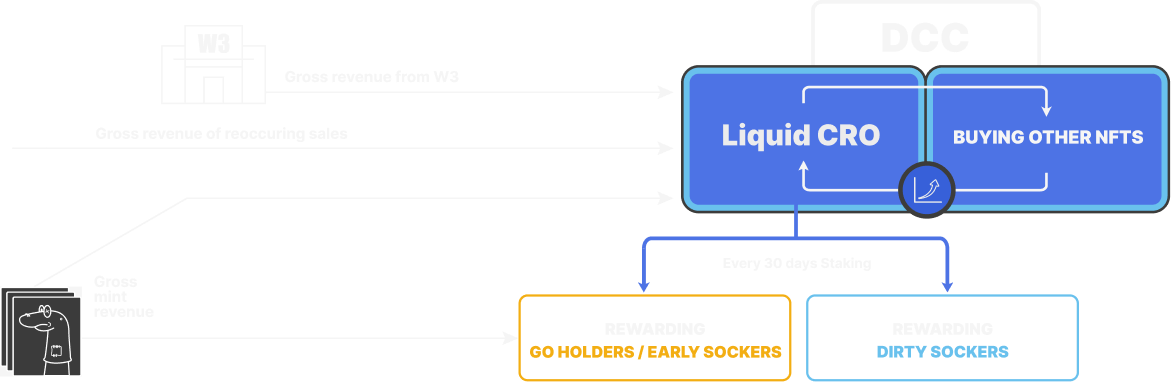 DCC
W3
Gross revenue from W3
Gross revenue of reoccuring sales
Liquid CRO
BUYING OTHER NFTS
Every 30 days Staking
Gross
mint
revenue
REWARDING
GO HOLDERS / EARLY SOCKERS
REWARDING
DIRTY SOCKERS